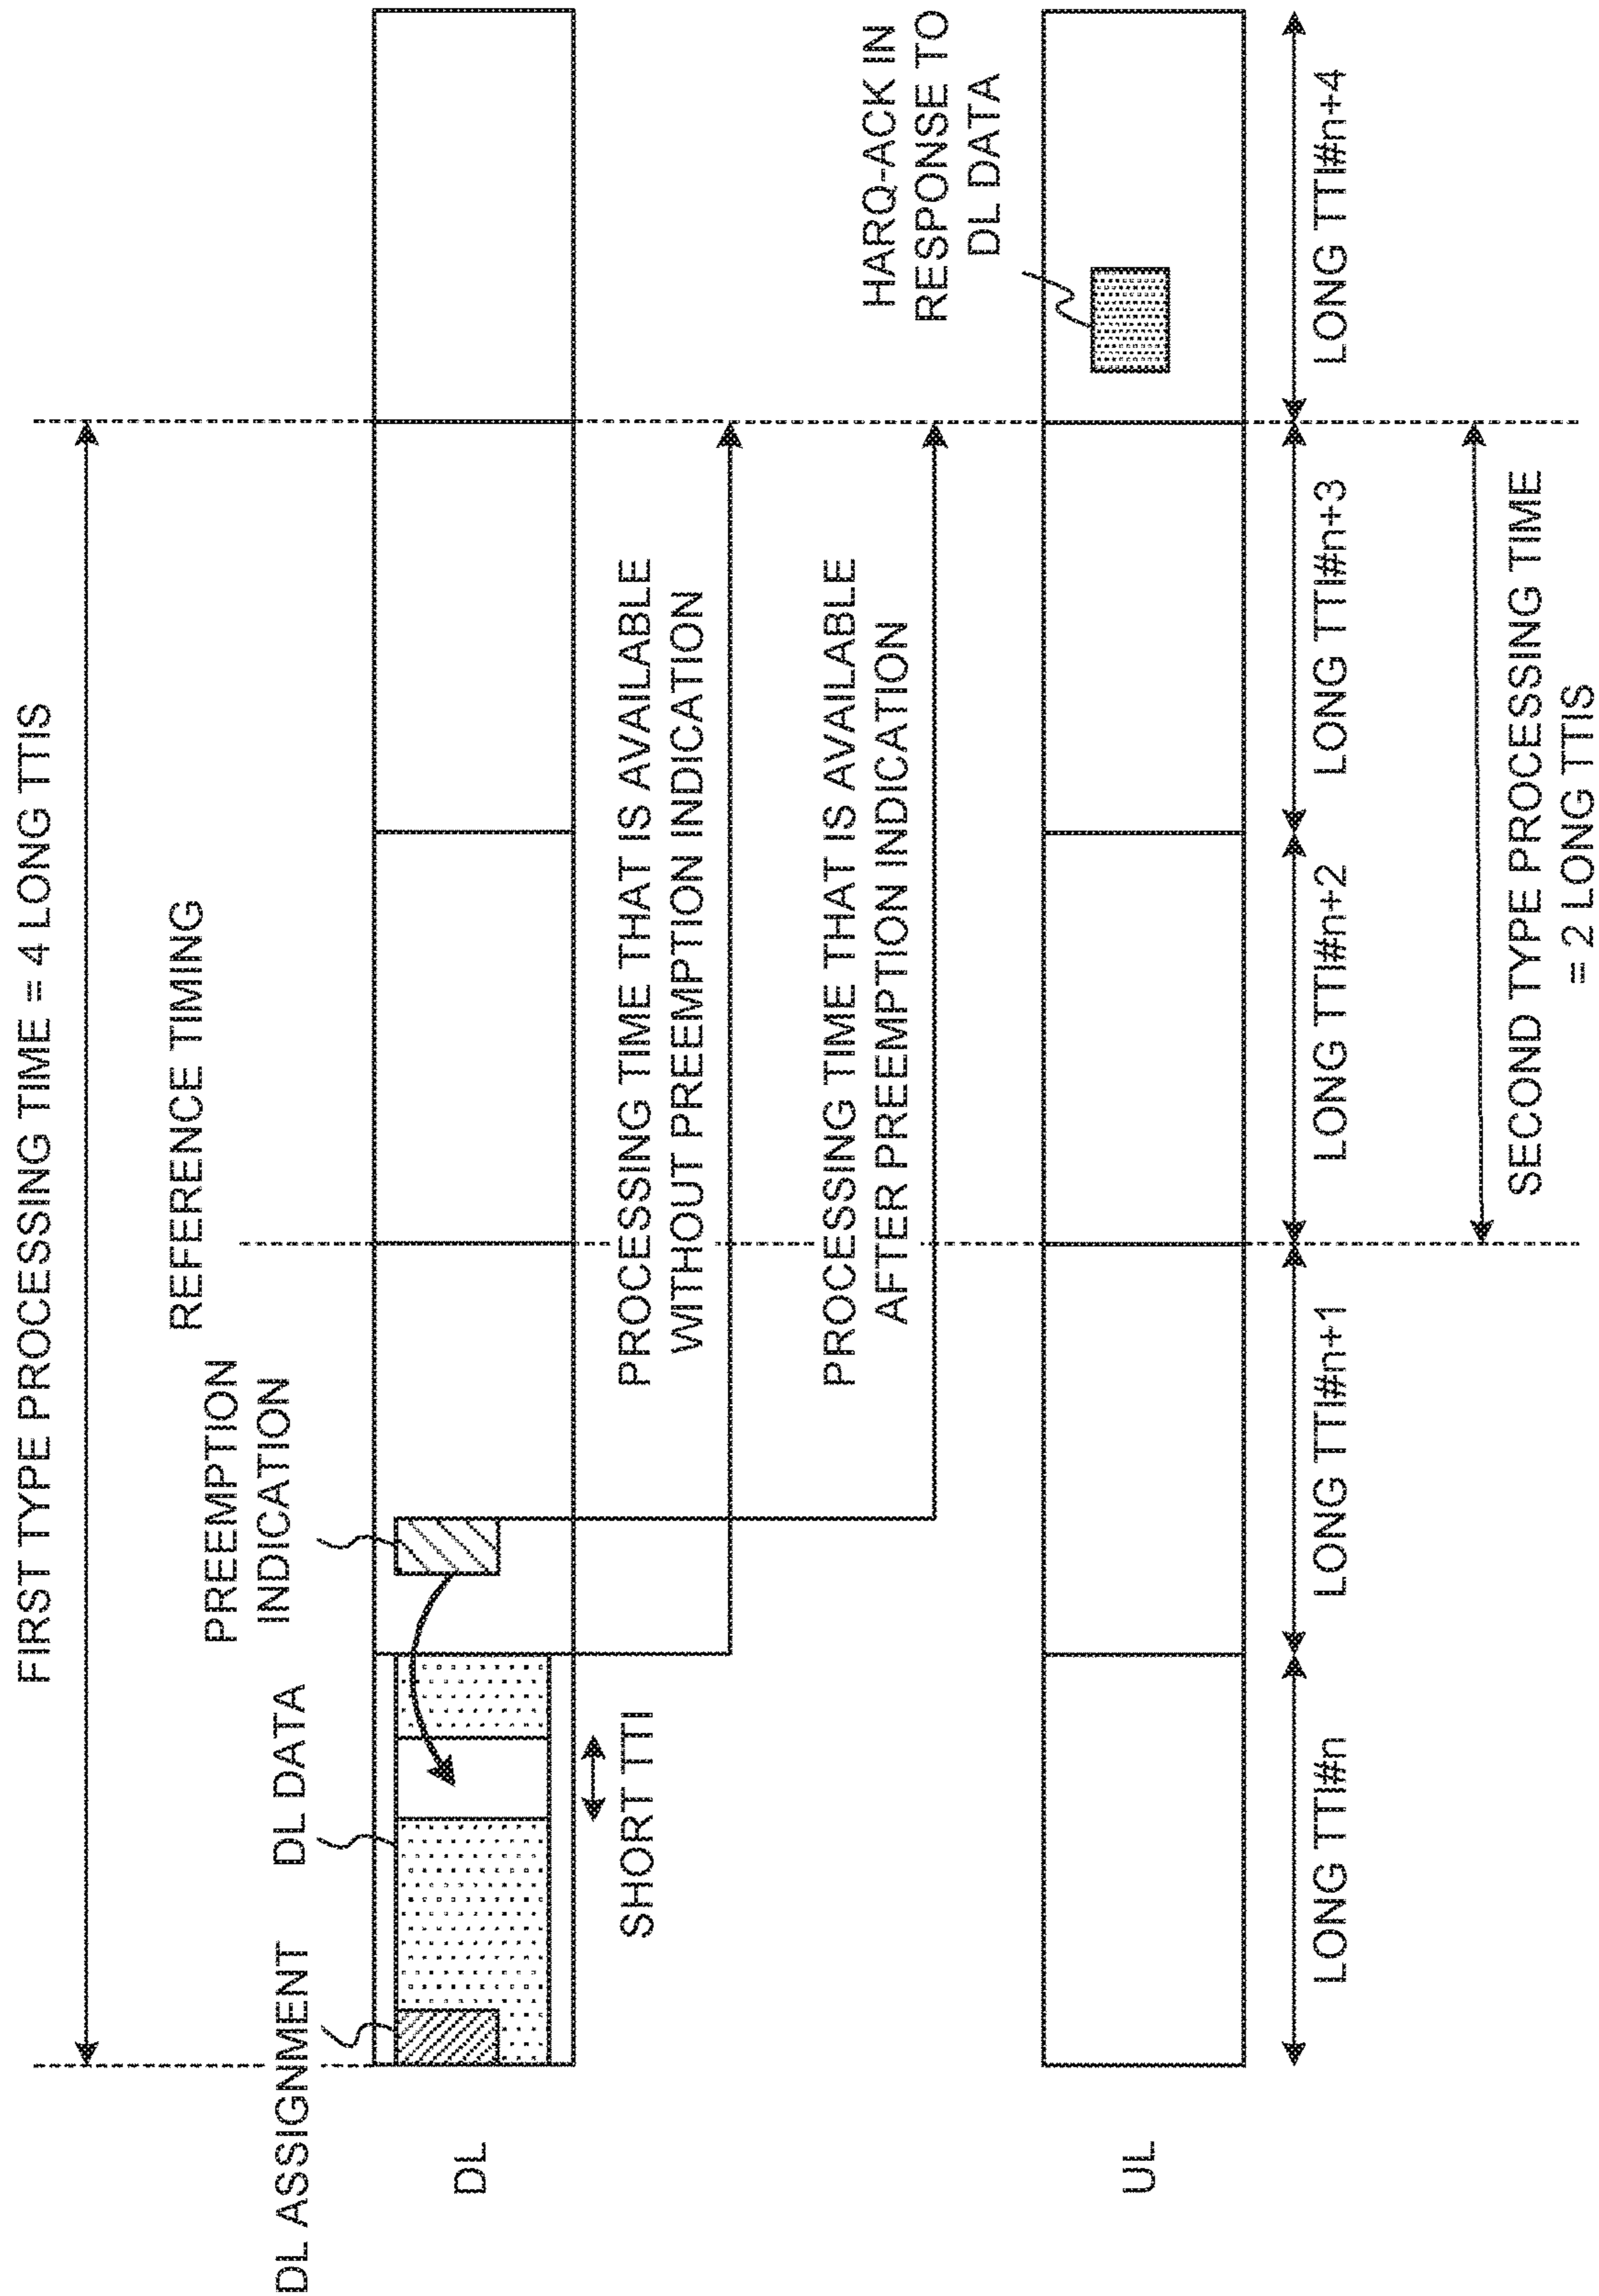 FIRST TYPE PROCESSING TIME = 4 LONG TTIS
REFERENCE TIMING
PREEMPTION
INDICATION
DL ASSIGNMENT
DL DATA
DL
SHORT TTI
PROCESSING TIME THAT IS AVAILABLE
WITHOUT PREEMPTION INDICATION
PROCESSING TIME THAT IS AVAILABLE
AFTER PREEMPTION INDICATION
HARQ-ACK IN
RESPONSE TO
DL DATA
UL
LONG TTI#n
LONG TTI#n+1
LONG TTI#n+2
LONG TTI#n+3
LONG TTI#n+4
SECOND TYPE PROCESSING TIME
= 2 LONG TTIS